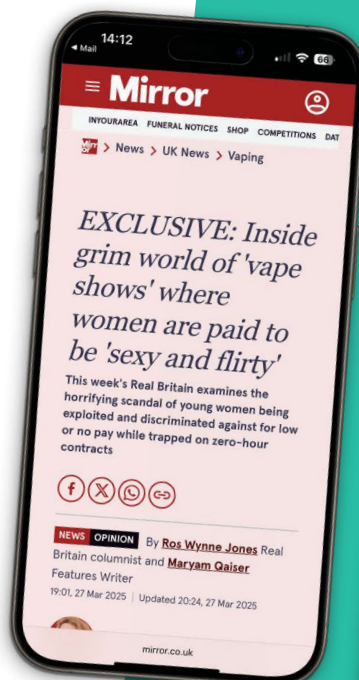 14:12
Mail
66
Mirror
INYOURAREA FUNERAL NOTICES SHOP COMPETITIONS DAT
News > UK News > Vaping
EXCLUSIVE: Inside
grim world of 'vape
shows' where
women are paid to
be 'sexy and flirty'
This week's Real Britain examines the
horrifying scandal of young women being
exploited and discriminated against for low
or no pay while trapped on zero-hour
contracts
NEWS OPINION By Ros Wynne Jones Real
Britain columnist and Maryam Qaiser
Features Writer
19:01, 27 Mar 2025 | Updated 20:24, 27 Mar 2025
mirror.co.uk